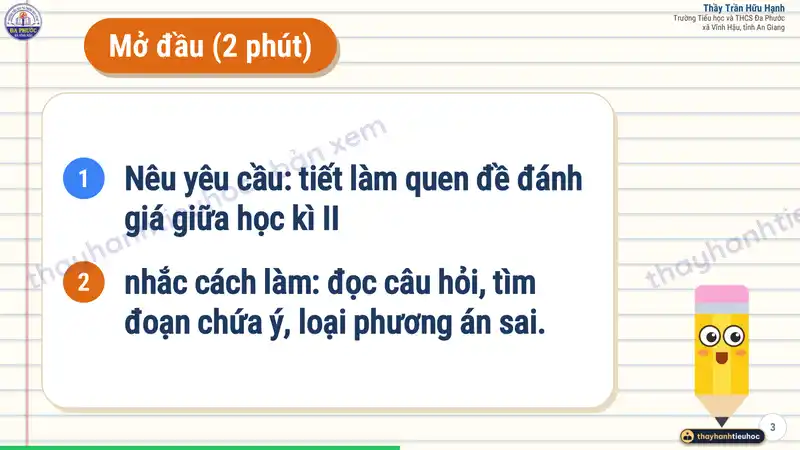 Thầy Trần Hữu Hạnh
Trường Tiểu học và THCS Đa Phước
xã Vĩnh Hậu, tỉnh An Giang
ĐA PHƯỚC
Mở đầu (2 phút)
1 Nêu yêu cầu: tiết làm quen đề đánh
giá giữa học kì II
2 nhắc cách làm: đọc câu hỏi, tìm
đoạn chứa ý, loại phương án sai.
thayhanhtieuhoc
3